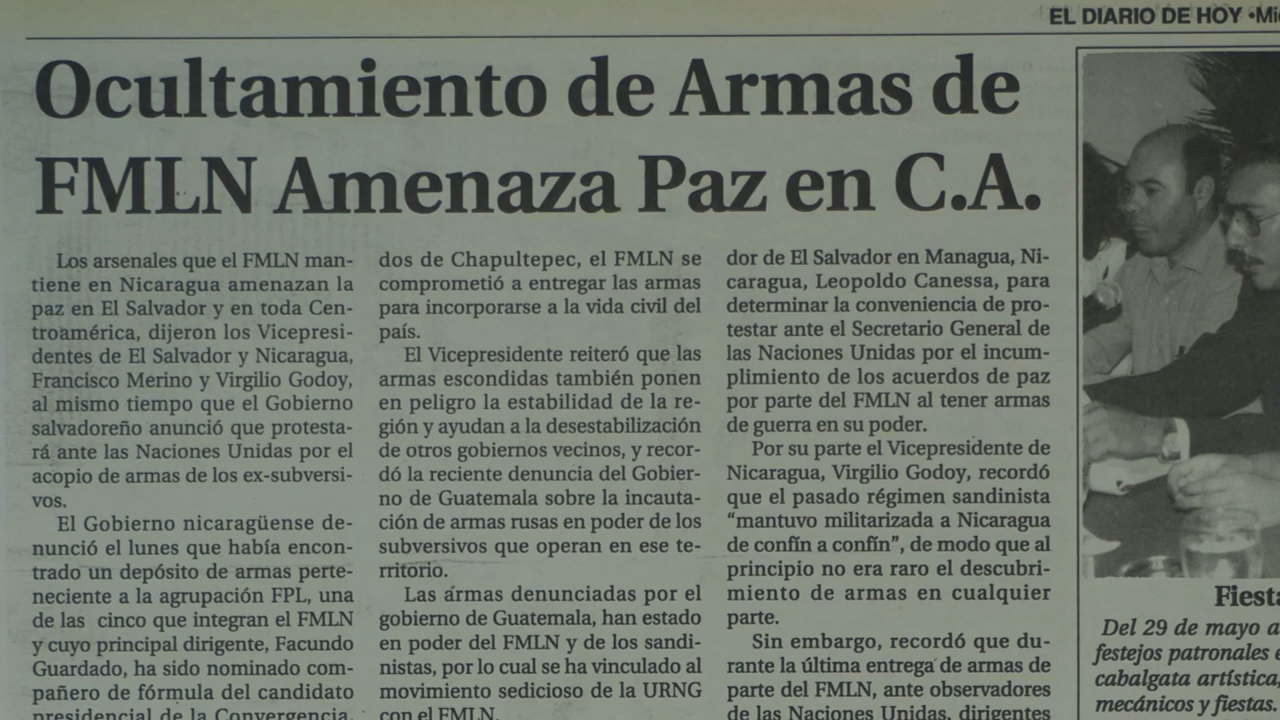 EL DIARIO DE HOY •Mié
Ocultamiento de Armas de
FMLN Amenaza Paz en C.A.
Los arsenales que el FMLN man-
tiene en Nicaragua amenazan la
paz en El Salvador y en toda Cen-
troamérica, dijeron los Vicepresi-
dentes de El Salvador y Nicaragua,
Francisco Merino y Virgilio Godoy,
al mismo tiempo que el Gobierno
salvadoreño anunció que protesta-
rá ante las Naciones Unidas por el
acopio de armas de los ex-subversi-
vos.
El Gobierno nicaragüense de-
nunció el lunes que había encon-
trado un depósito de armas perte-
neciente a la agrupación FPL, una
de las cinco que integran el FMLN
y cuyo principal dirigente, Facundo
Guardado, ha sido nominado com-
pañero de fórmula del candidato
presidencial de la Convergencia,
dos de Chapultepec, el FMLN se
comprometió a entregar las armas
para incorporarse a la vida civil del
país.
El Vicepresidente reiteró que las
armas escondidas también ponen
en peligro la estabilidad de la re-
gión y ayudan a la desestabilización
de otros gobiernos vecinos, y recor-
dó la reciente denuncia del Gobier-
no de Guatemala sobre la incauta-
ción de armas rusas en poder de los
subversivos que operan en ese te-
rritorio.
Las armas denunciadas por el
gobierno de Guatemala, han estado
en poder del FMLN y de los sandi-
nistas, por lo cual se ha vinculado al
movimiento sedicioso de la URNG
con el FMLN.
dor de El Salvador en Managua, Ni-
caragua, Leopoldo Canessa, para
determinar la conveniencia de pro-
testar ante el Secretario General de
las Naciones Unidas por el incum-
plimiento de los acuerdos de paz
por parte del FMLN al tener armas
de guerra en su poder.
Por su parte el Vicepresidente de
Nicaragua, Virgilio Godoy, recordó
que el pasado régimen sandinista
“mantuvo militarizada a Nicaragua
de confín a confín”, de modo que al
principio no era raro el descubri-
miento de armas en cualquier
parte.
Sin embargo, recordó que du-
rante la última entrega de armas de
parte del FMLN, ante observadores
de las Naciones Unidas, dirigentes
Fiesta
Del 29 de mayo a
festejos patronales e
cabalgata artística,
mecánicos y fiestas.